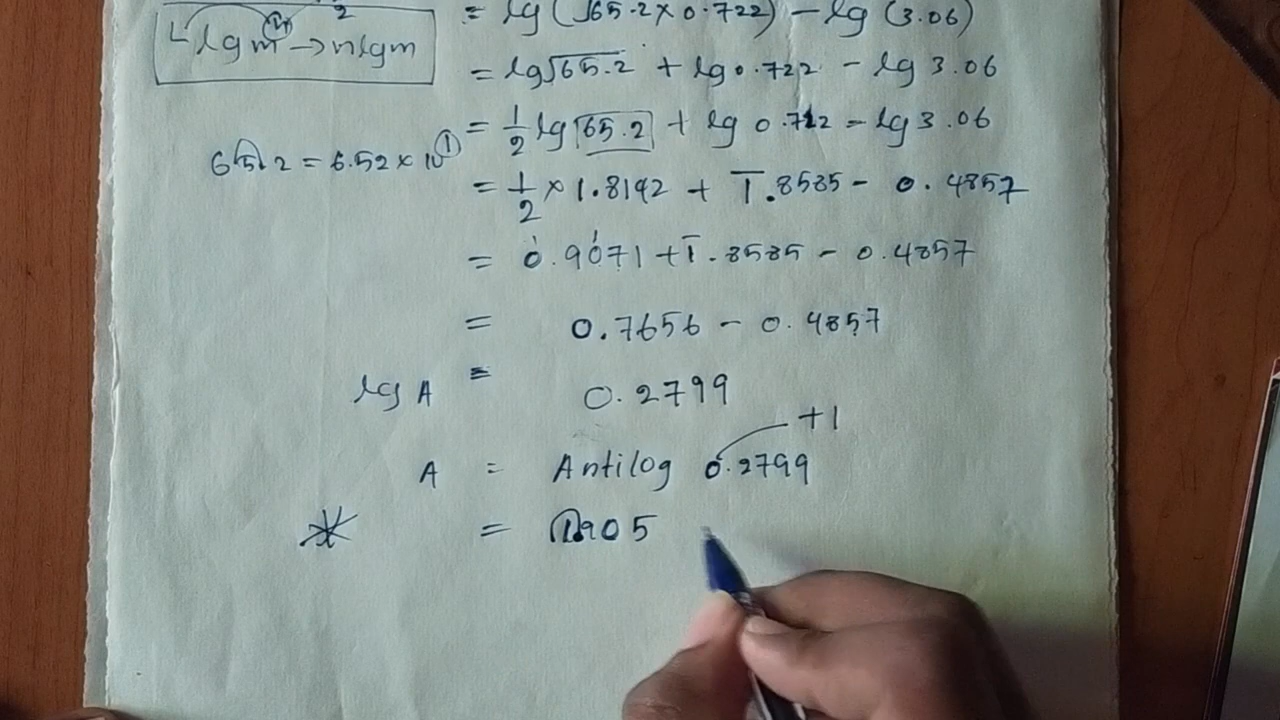 = lg (√65.2 × 0.722) − lg (3.06)
lg mⁿ → n lg m
= lg√65.2 + lg 0.722 − lg 3.06
= 1/2 lg 65.2 + lg 0.722 − lg 3.06
65.2 = 6.52 × 10¹
= 1/2 × 1.8142 + 1̅.8585 − 0.4857
= 0.9071 + 1̅.8585 − 0.4857
= 0.7656 − 0.4857
lg A = 0.2799
+1
A = Antilog 0.2799
= 1.905